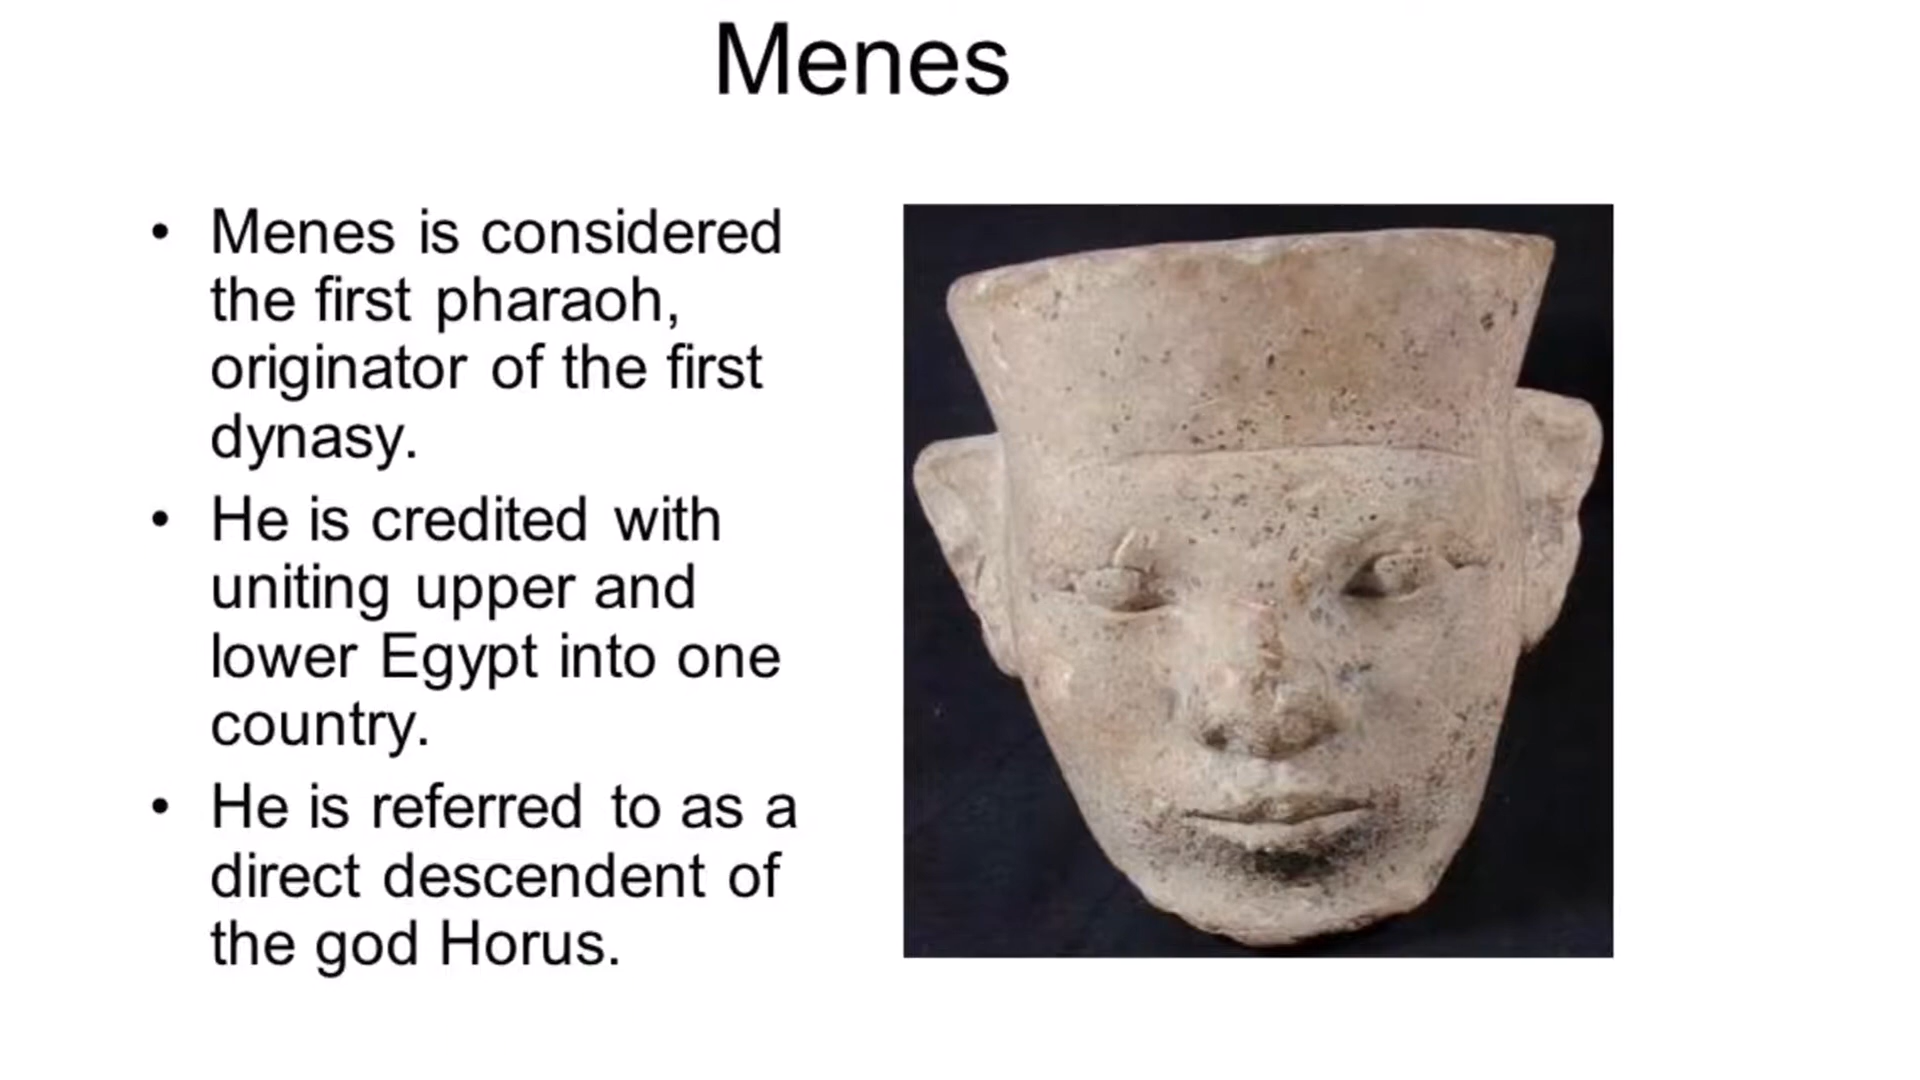 Menes
• Menes is considered
the first pharaoh,
originator of the first
dynasy.
• He is credited with
uniting upper and
lower Egypt into one
country.
• He is referred to as a
direct descendent of
the god Horus.